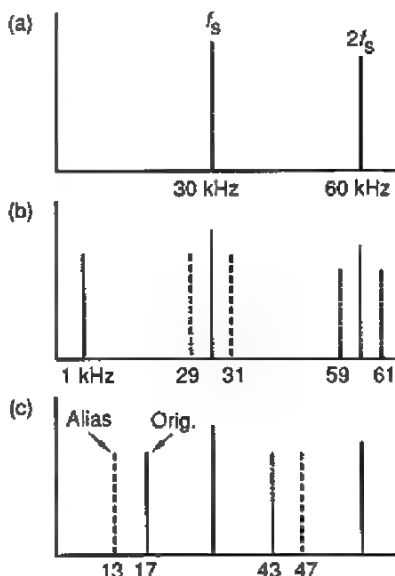 (a)
fs
2fs
30 kHz 60 kHz
(b)
1 kHz 29 31 59 61
(c)
Alias Orig.
13 17 43 47